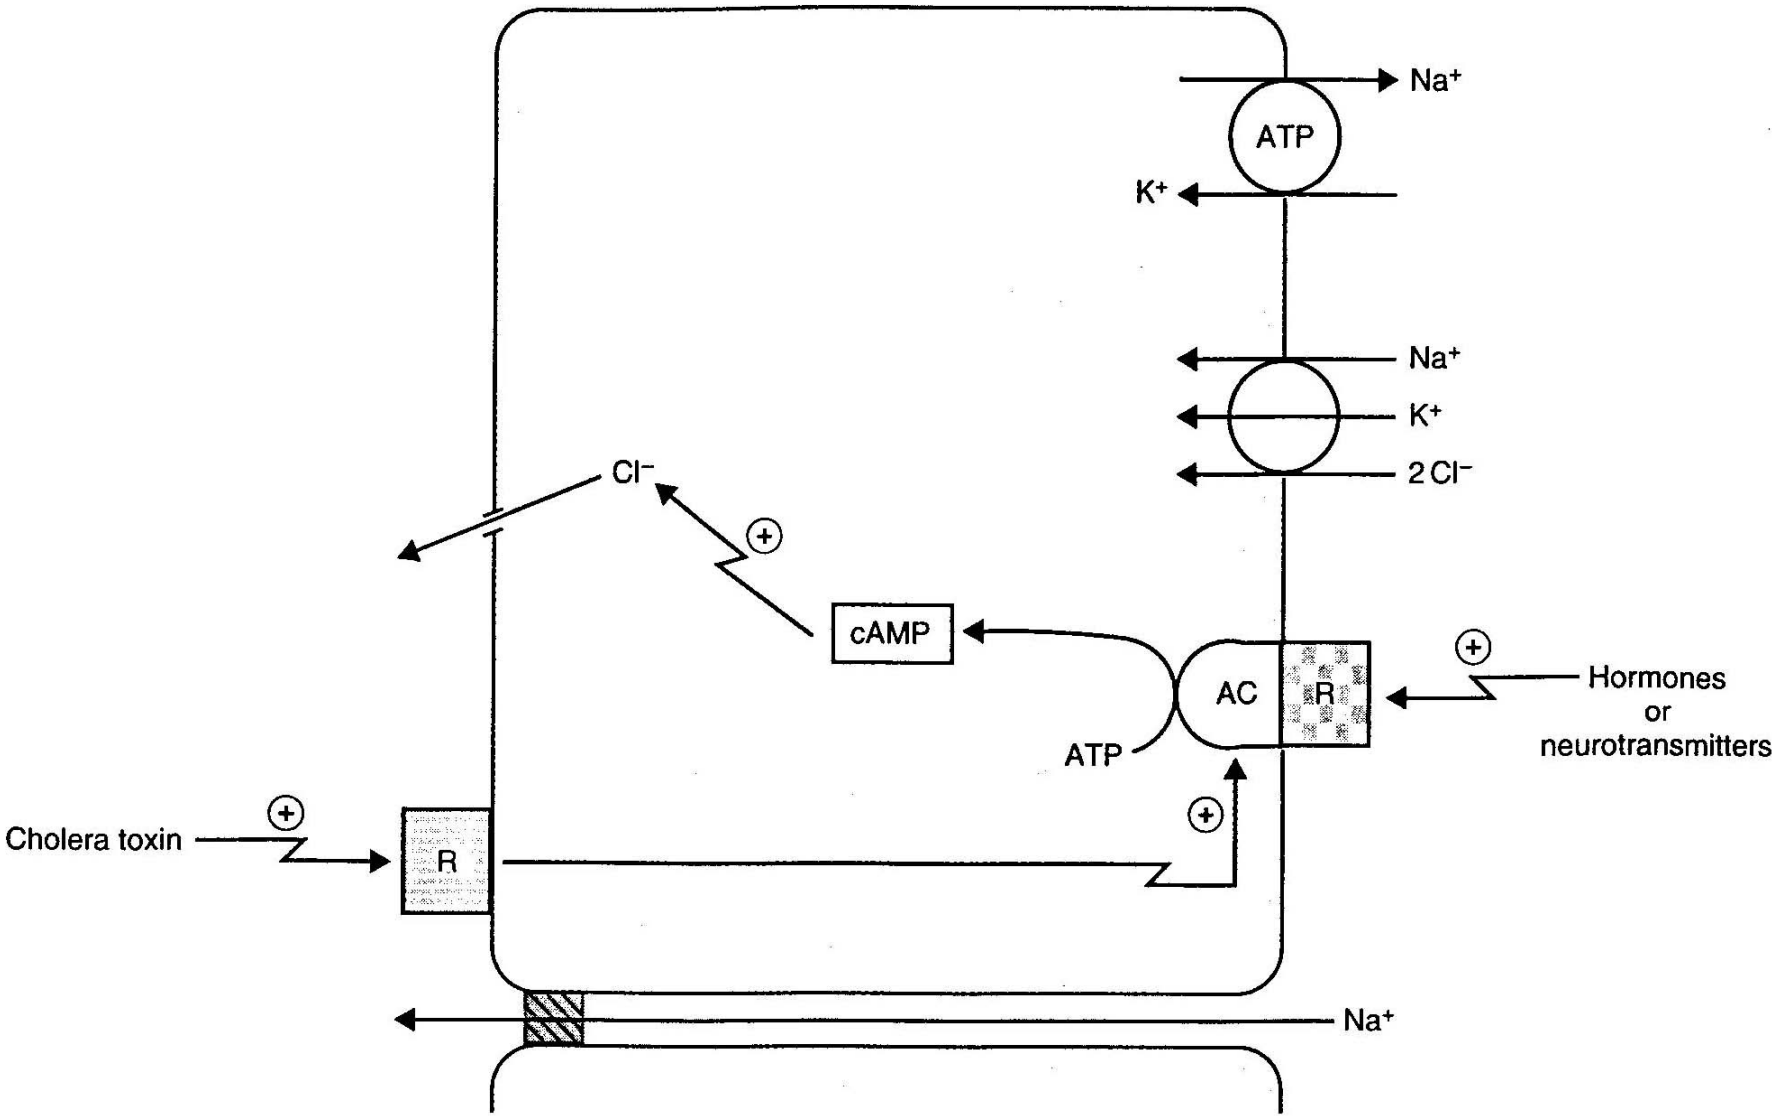 Na⁺
ATP
K⁺
Na⁺
K⁺
2 Cl⁻
Cl⁻
+
cAMP
+
AC
R
Hormones
or
neurotransmitters
ATP
+
+
Cholera toxin
R
Na⁺